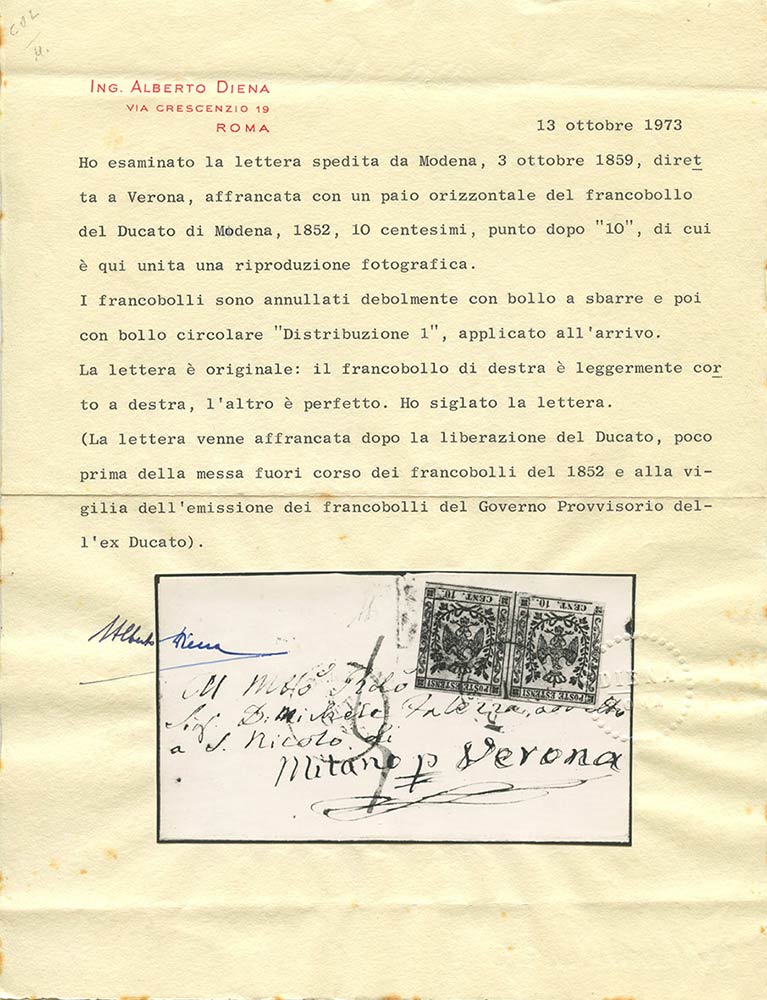 COL
ING. ALBERTO DIENA
VIA CRESCENZIO 19
ROMA
13 ottobre 1973
Ho esaminato la lettera spedita da Modena, 3 ottobre 1859, diret
ta a Verona, affrancata con un paio orizzontale del francobollo
del Ducato di Modena, 1852, 10 centesimi, punto dopo "10", di cui
è qui unita una riproduzione fotografica.
I francobolli sono annullati debolmente con bollo a sbarre e poi
con bollo circolare "Distribuzione 1", applicato all'arrivo.
La lettera è originale: il francobollo di destra è leggermente cor
to a destra, l'altro è perfetto. Ho siglato la lettera.
(La lettera venne affrancata dopo la liberazione del Ducato, poco
prima della messa fuori corso dei francobolli del 1852 e alla vi-
gilia dell'emissione dei francobolli del Governo Provvisorio del-
l'ex Ducato).
CENT. 10. CENT. 10.
POSTE ESTENSI POSTE ESTENSI
Alberto Diena
DIENA
Sig.
a S. Nicolò di
Milano p Verona